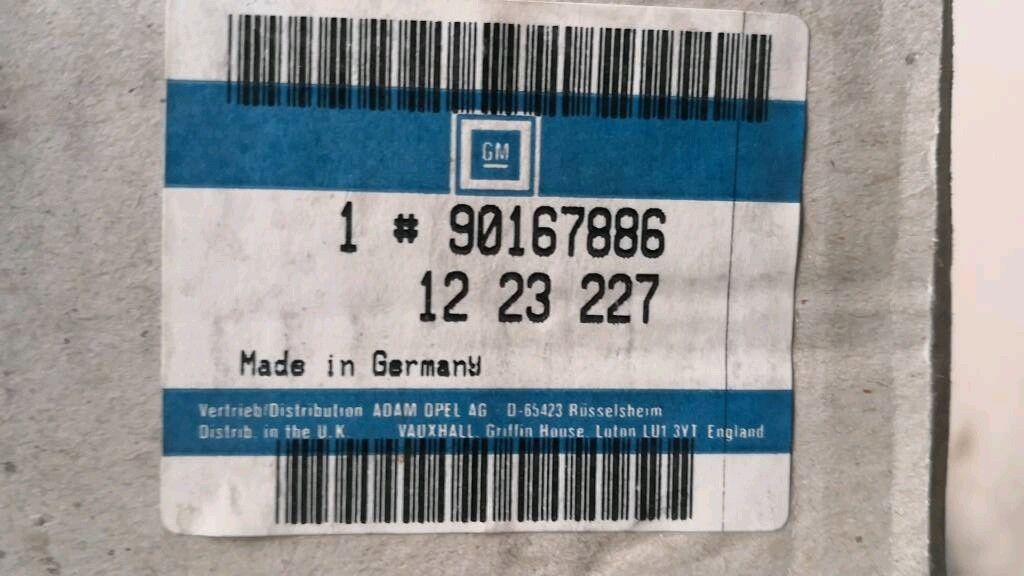 GM
1 # 90167886
12 23 227
Made in Germany
Vertrieb/Distribution ADAM OPEL AG D-65423 Rüsselsheim
Distrib. in the U.K. VAUXHALL, Griffin House, Luton LU1 3YT England